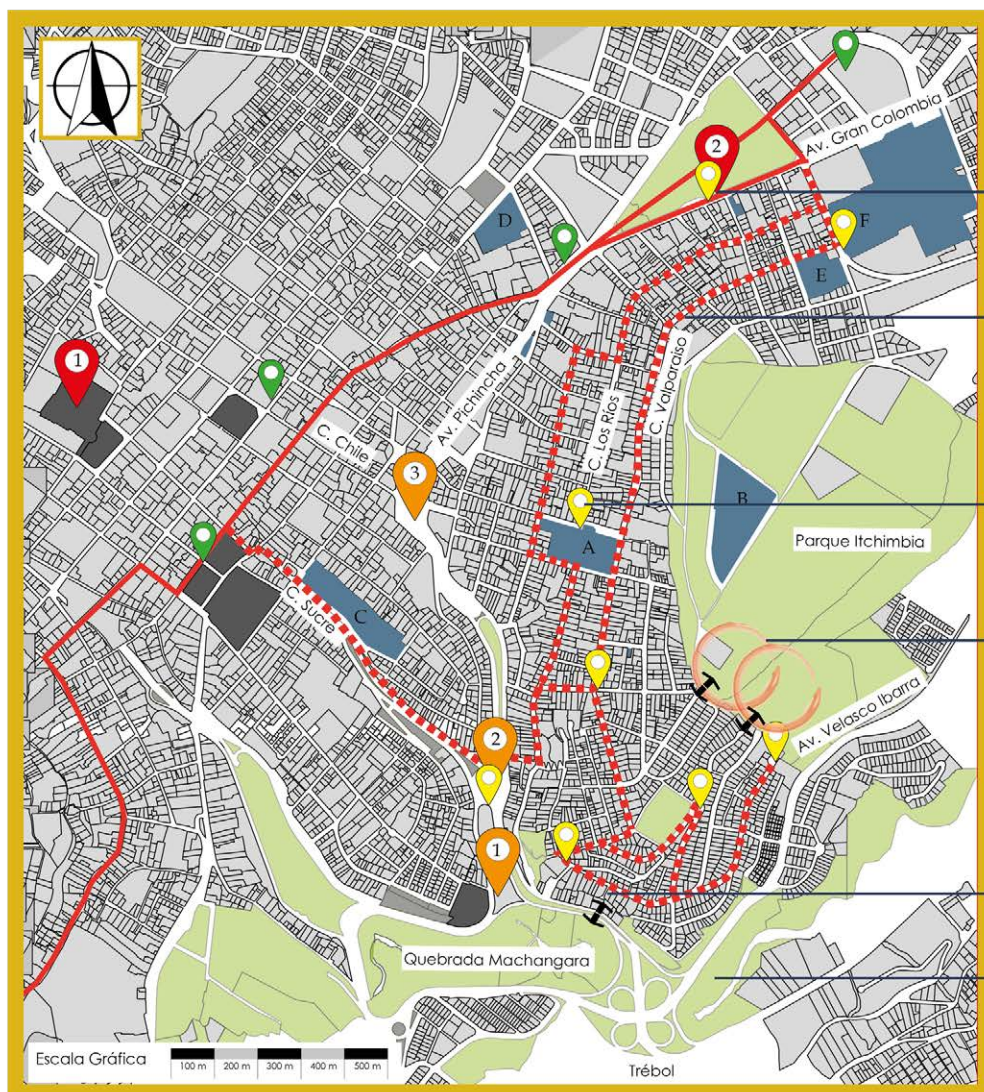 Av. Gran Colombia
2
D
F
E
1
Av. Pichincha
C. Valparaíso
C. Los Ríos
C. Chile
3
B
A
Parque Itchimbia
C
C. Sucre
Av. Velasco Ibarra
2
1
Quebrada Machangara
Escala Gráfica
100 m 200 m 300 m 400 m 500 m
Trébol